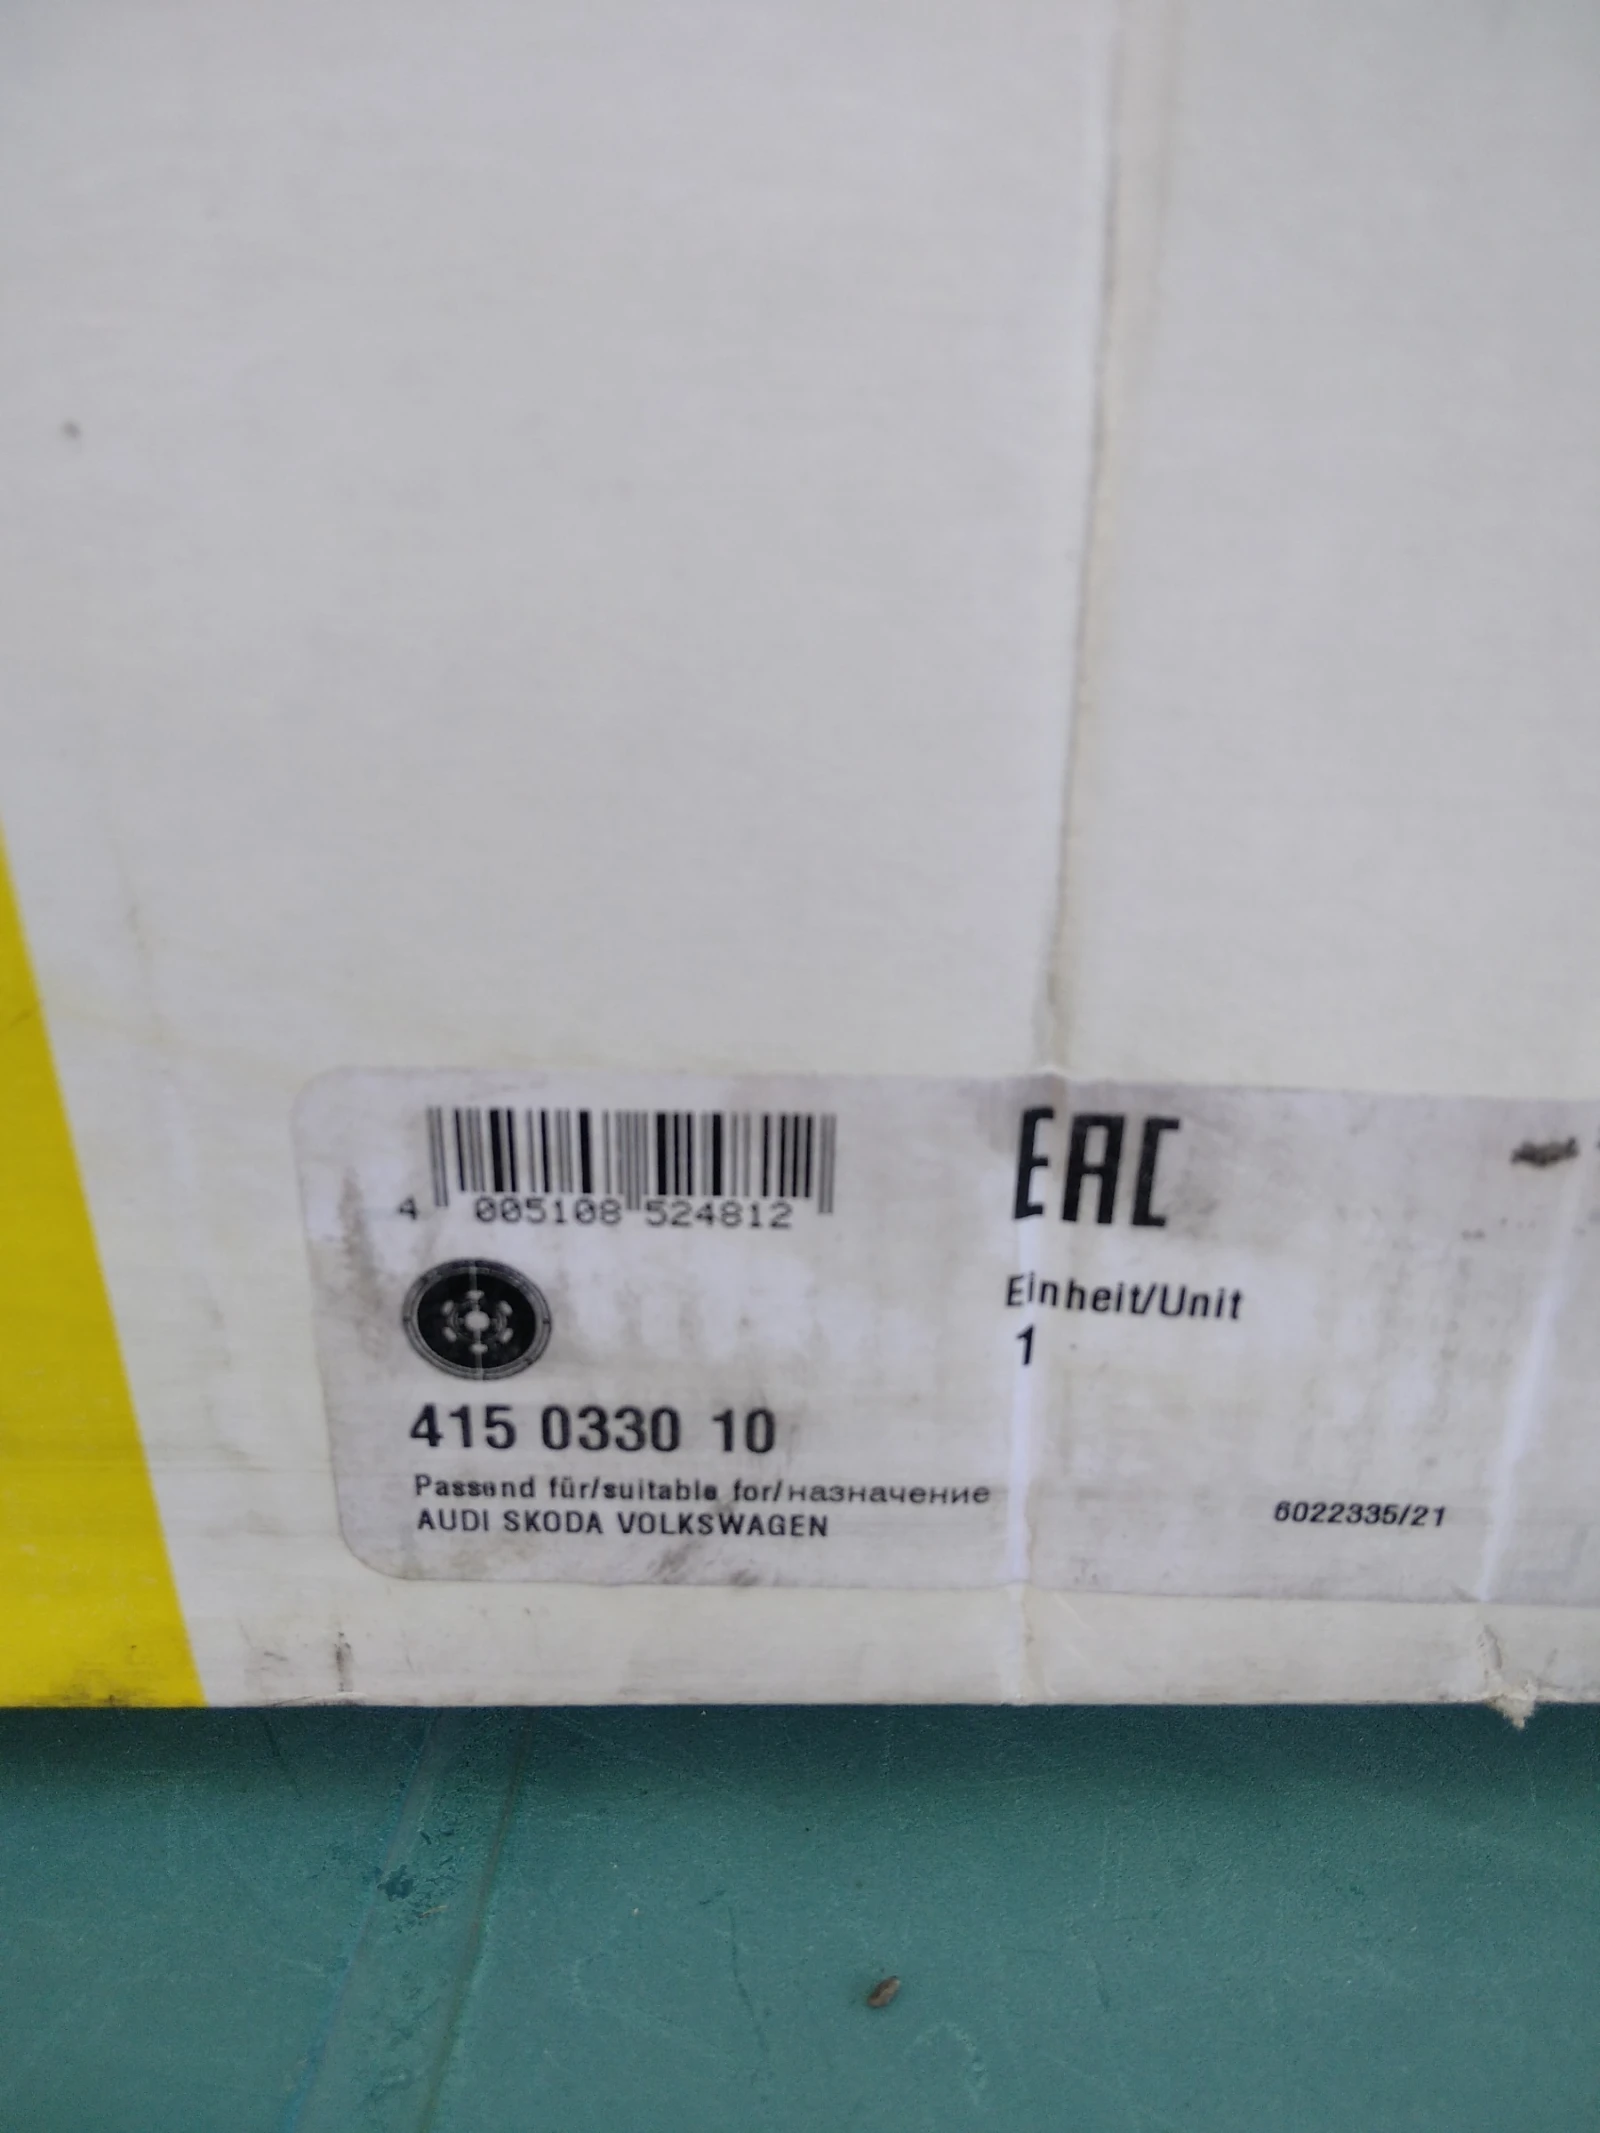 4 005108 524812
EAC
Einheit/Unit
1
415 0330 10
Passend für/suitable for/назначение
AUDI SKODA VOLKSWAGEN
6022335/21